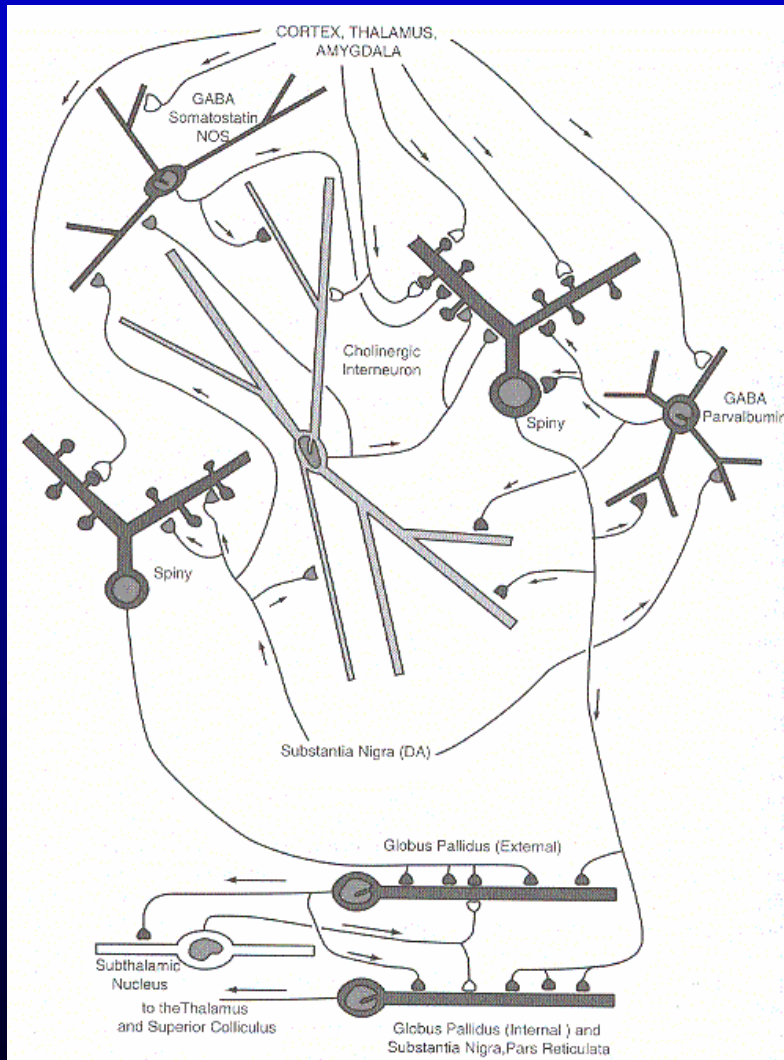 CORTEX, THALAMUS,
AMYGDALA
GABA
Somatostatin
NOS
Cholinergic
Interneuron
Spiny
GABA
Parvalbumin
Spiny
Substantia Nigra (DA)
Globus Pallidus (External)
Subthalamic
Nucleus
to theThalamus
and Superior Colliculus
Globus Pallidus (Internal ) and
Substantia Nigra,Pars Reticulata